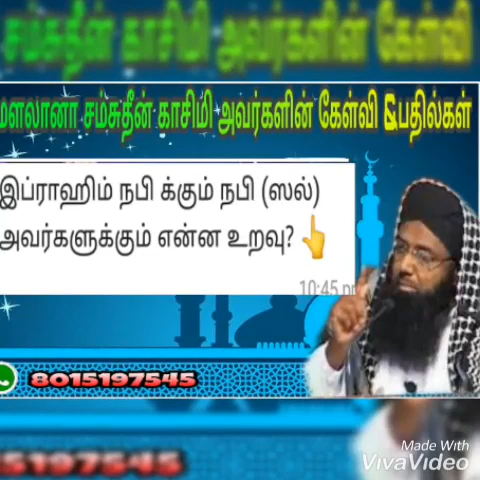 சம்சுதீன் காசிமி அவர்களின் கேள்வி
மௌலானா சம்சுதீன் காசிமி அவர்களின் கேள்வி &பதில்கள்
இப்ராஹிம் நபி க்கும் நபி (ஸல்)
அவர்களுக்கும் என்ன உறவு? 👆
10:45
8015197545
5197545
Made With
VivaVideo